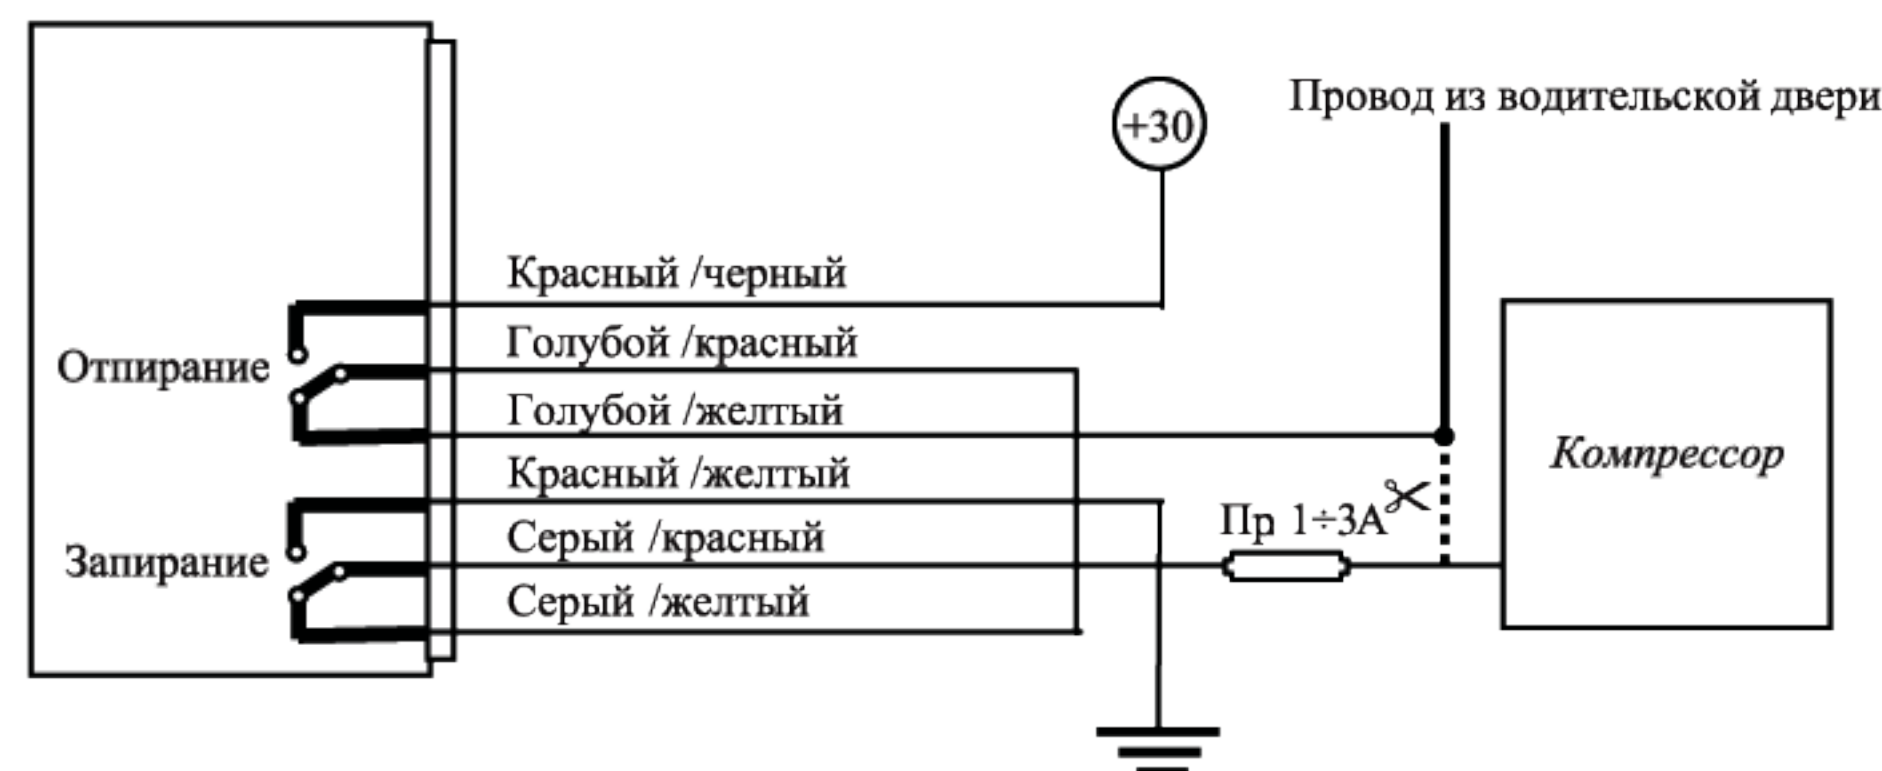 Провод из водительской двери
+30
Красный /черный
Голубой /красный
Отпирание
Голубой /желтый
Красный /желтый
Компрессор
Пр 1÷3А
Серый /красный
Запирание
Серый /желтый